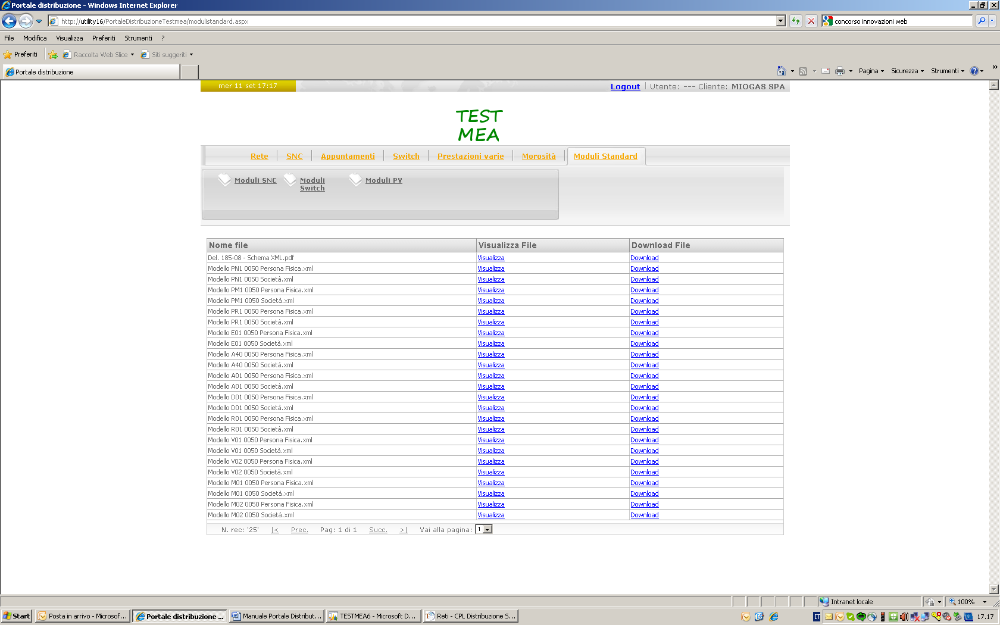 Portale distribuzione - Windows Internet Explorer
http://utility16/PortaleDistribuzioneTestmea/modulistandard.aspx
concorso innovazioni web
File Modifica Visualizza Preferiti Strumenti ?
Preferiti Raccolta Web Slice Siti suggeriti
Portale distribuzione
Pagina Sicurezza Strumenti »
mer 11 set 17:17
Logout Utente: --- Cliente: MIOGAS SPA
TEST
MEA
Rete SNC Appuntamenti Switch Prestazioni varie Morosità Moduli Standard
Moduli SNC Moduli Switch Moduli PV
Nome file Visualizza File Download File
Del. 185-08 - Schema XML.pdf Visualizza Download
Modello PN1 0050 Persona Fisica.xml Visualizza Download
Modello PN1 0050 Società.xml Visualizza Download
Modello PM1 0050 Persona Fisica.xml Visualizza Download
Modello PM1 0050 Società.xml Visualizza Download
Modello PR1 0050 Persona Fisica.xml Visualizza Download
Modello PR1 0050 Società.xml Visualizza Download
Modello E01 0050 Persona Fisica.xml Visualizza Download
Modello E01 0050 Società.xml Visualizza Download
Modello A40 0050 Persona Fisica.xml Visualizza Download
Modello A40 0050 Società.xml Visualizza Download
Modello A01 0050 Persona Fisica.xml Visualizza Download
Modello A01 0050 Società.xml Visualizza Download
Modello D01 0050 Persona Fisica.xml Visualizza Download
Modello D01 0050 Società.xml Visualizza Download
Modello R01 0050 Persona Fisica.xml Visualizza Download
Modello R01 0050 Società.xml Visualizza Download
Modello V01 0050 Persona Fisica.xml Visualizza Download
Modello V01 0050 Società.xml Visualizza Download
Modello V02 0050 Persona Fisica.xml Visualizza Download
Modello V02 0050 Società.xml Visualizza Download
Modello M01 0050 Persona Fisica.xml Visualizza Download
Modello M01 0050 Società.xml Visualizza Download
Modello M02 0050 Persona Fisica.xml Visualizza Download
Modello M02 0050 Società.xml Visualizza Download
N. rec: '25' |< Prec. Pag: 1 di 1 Succ. >| Vai alla pagina: 1
Intranet locale 100%
Start Posta in arrivo - Microsof... Portale distribuzione ... Manuale Portale Distribut... TESTMEA6 - Microsoft D... Reti - CPL Distribuzione S... IT 17.17